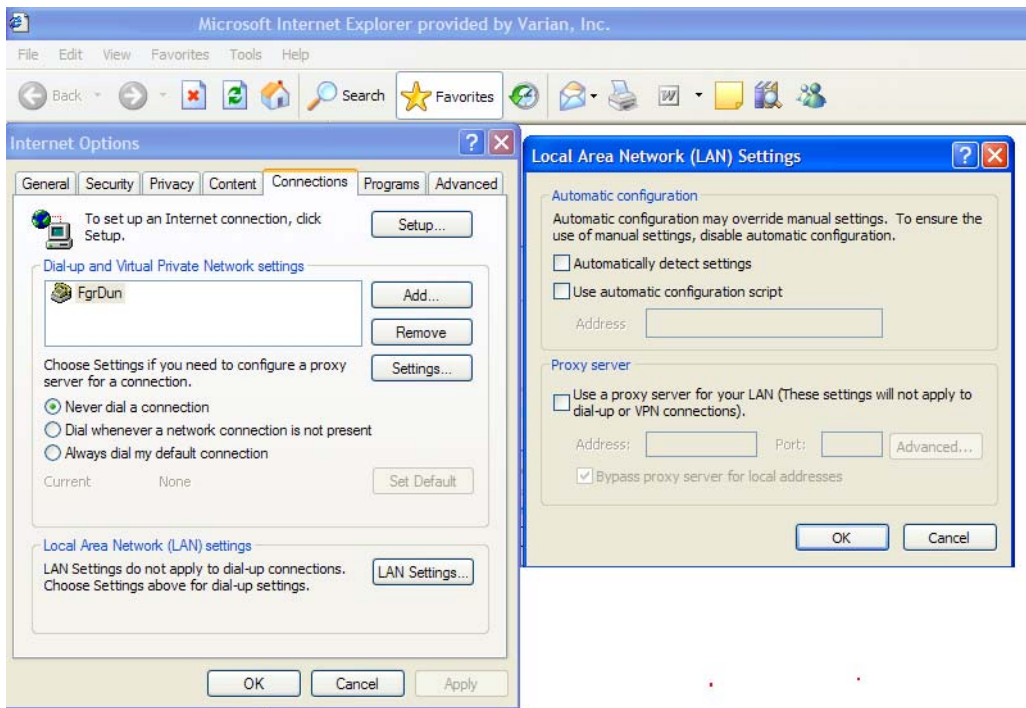 Microsoft Internet Explorer provided by Varian, Inc.
File Edit View Favorites Tools Help
Back Search Favorites
Internet Options
General Security Privacy Content Connections Programs Advanced
To set up an Internet connection, click
Setup.
Setup...
Dial-up and Virtual Private Network settings
FgrDun
Add...
Remove
Choose Settings if you need to configure a proxy
server for a connection.
Settings...
Never dial a connection
Dial whenever a network connection is not present
Always dial my default connection
Current None Set Default
Local Area Network (LAN) settings
LAN Settings do not apply to dial-up connections.
Choose Settings above for dial-up settings.
LAN Settings...
OK Cancel Apply
Local Area Network (LAN) Settings
Automatic configuration
Automatic configuration may override manual settings. To ensure the
use of manual settings, disable automatic configuration.
Automatically detect settings
Use automatic configuration script
Address
Proxy server
Use a proxy server for your LAN (These settings will not apply to
dial-up or VPN connections).
Address: Port: Advanced...
Bypass proxy server for local addresses
OK Cancel